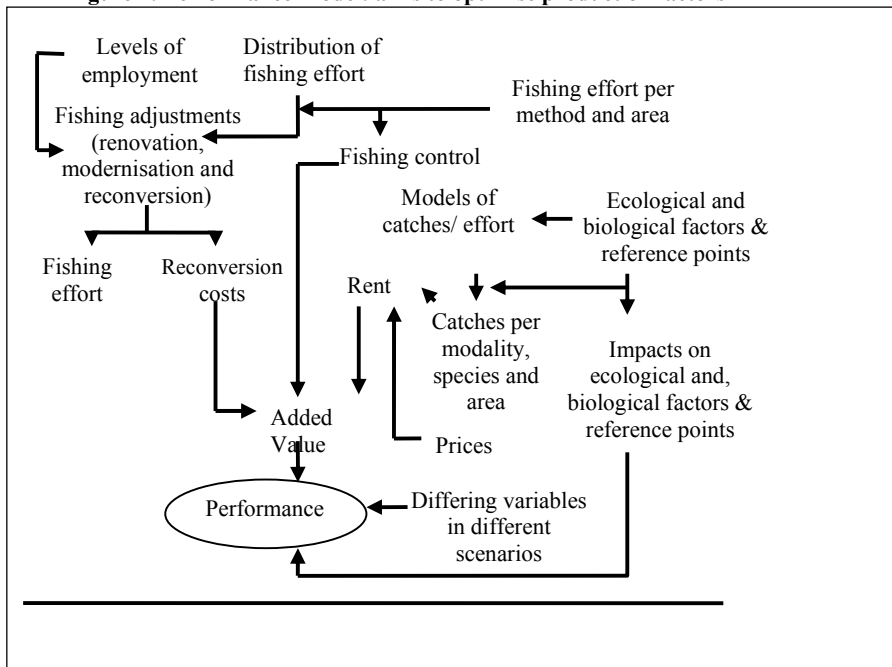 Levels of
employment
Distribution of
fishing effort
Fishing effort per
method and area
Fishing adjustments
(renovation,
modernisation and
reconversion)
Fishing control
Models of
catches/ effort
Ecological and
biological factors &
reference points
Fishing
effort
Reconversion
costs
Rent
Catches per
modality,
species and
area
Impacts on
ecological and,
biological factors &
reference points
Added
Value
Prices
Performance
Differing variables
in different
scenarios